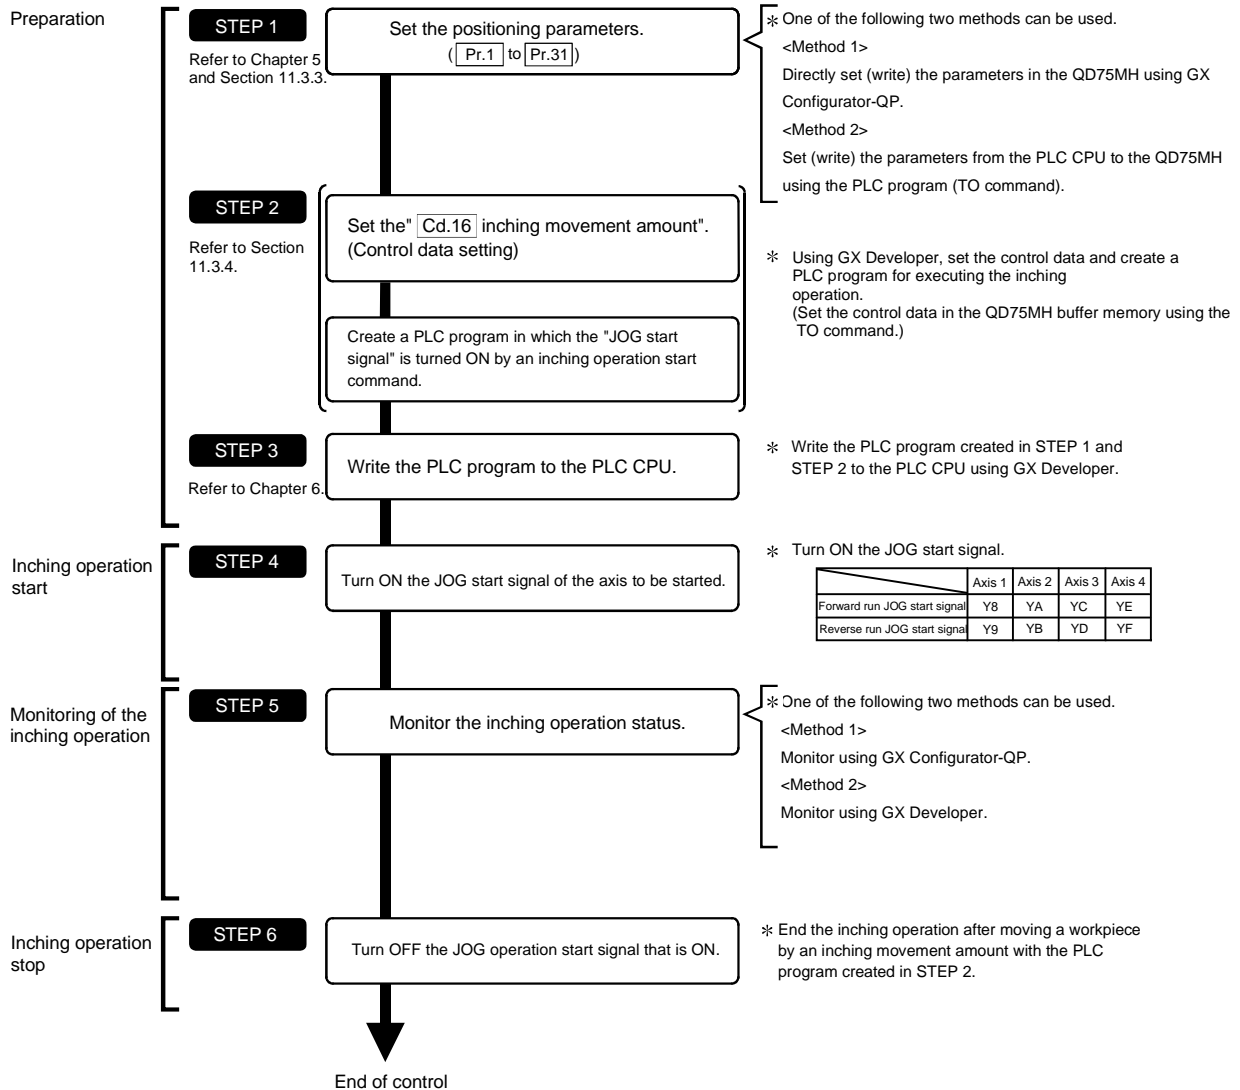 Preparation
STEP 1
Refer to Chapter 5
and Section 11.3.3.
Set the positioning parameters.
( Pr.1 to Pr.31 )
* One of the following two methods can be used.
<Method 1>
Directly set (write) the parameters in the QD75MH using GX
Configurator-QP.
<Method 2>
Set (write) the parameters from the PLC CPU to the QD75MH
using the PLC program (TO command).
STEP 2
Refer to Section
11.3.4.
Set the" Cd.16 inching movement amount".
(Control data setting)
Create a PLC program in which the "JOG start
signal" is turned ON by an inching operation start
command.
* Using GX Developer, set the control data and create a
PLC program for executing the inching
operation.
(Set the control data in the QD75MH buffer memory using the
TO command.)
STEP 3
Refer to Chapter 6.
Write the PLC program to the PLC CPU.
* Write the PLC program created in STEP 1 and
STEP 2 to the PLC CPU using GX Developer.
Inching operation
start
STEP 4
Turn ON the JOG start signal of the axis to be started.
* Turn ON the JOG start signal.
Axis 1 Axis 2 Axis 3 Axis 4
Forward run JOG start signal Y8 YA YC YE
Reverse run JOG start signal Y9 YB YD YF
Monitoring of the
inching operation
STEP 5
Monitor the inching operation status.
* One of the following two methods can be used.
<Method 1>
Monitor using GX Configurator-QP.
<Method 2>
Monitor using GX Developer.
Inching operation
stop
STEP 6
Turn OFF the JOG operation start signal that is ON.
* End the inching operation after moving a workpiece
by an inching movement amount with the PLC
program created in STEP 2.
End of control